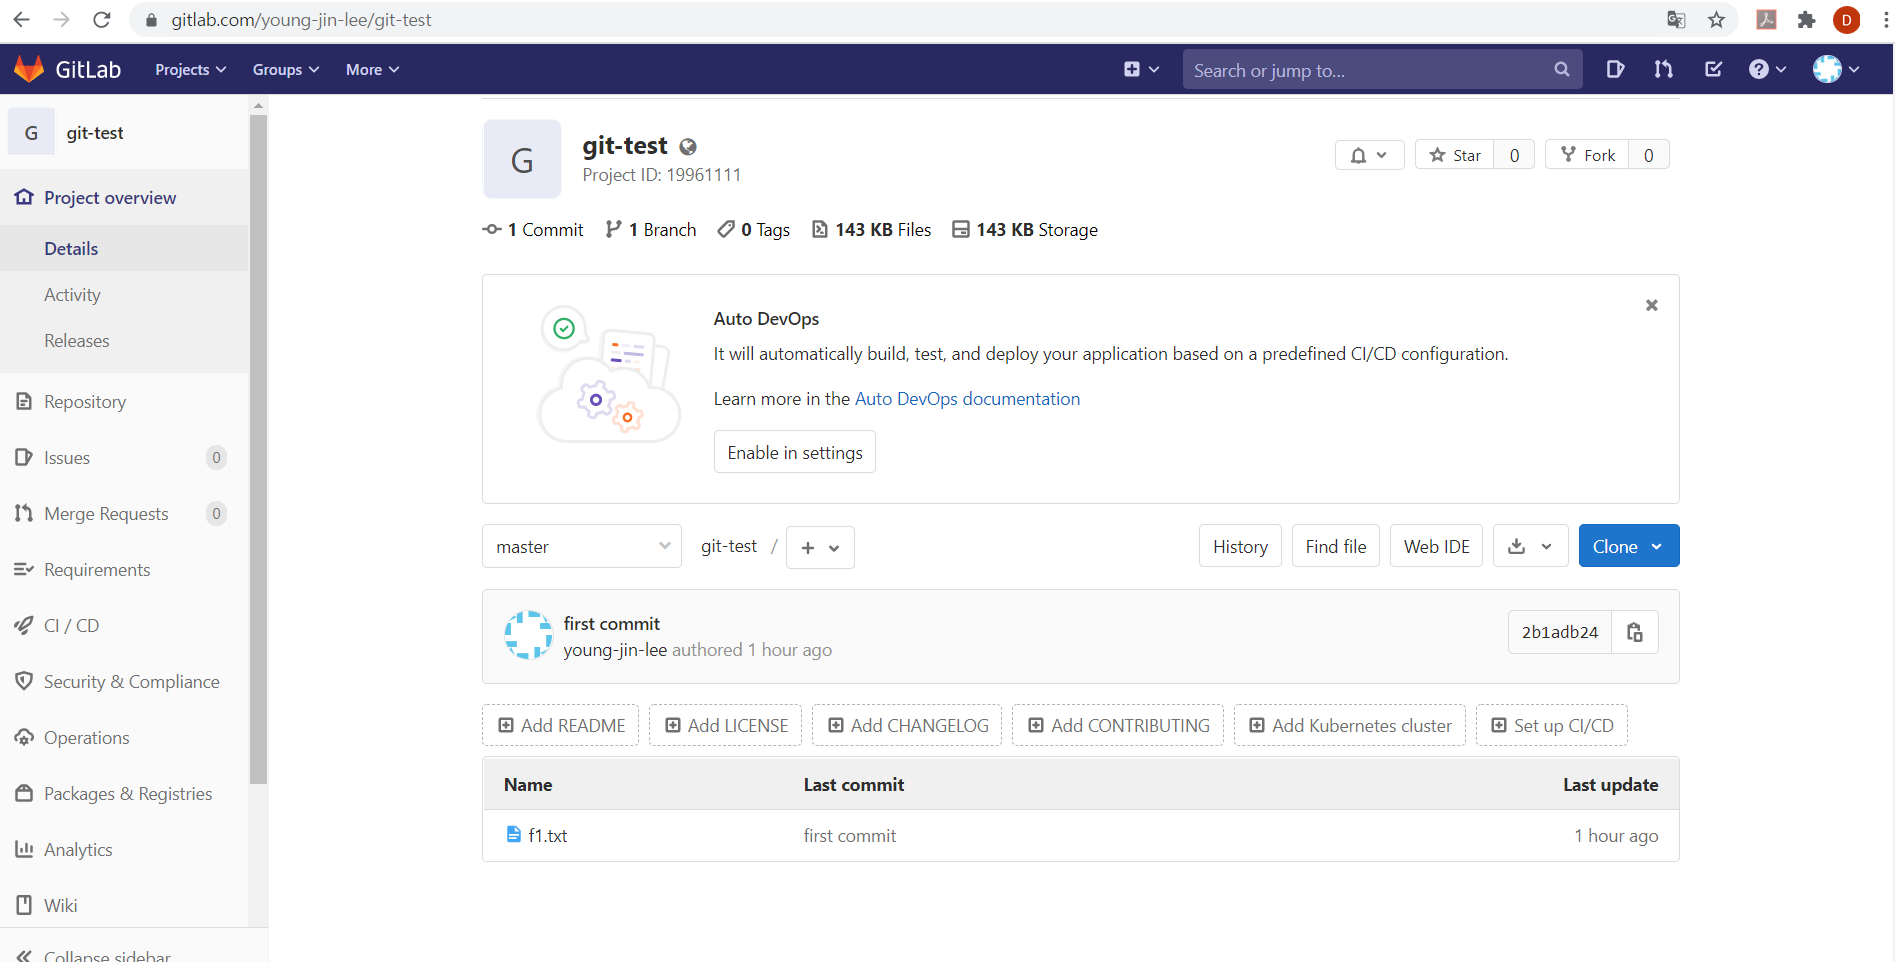 gitlab.com/young-jin-lee/git-test
D
GitLab
Projects
Groups
More
Search or jump to...
G
git-test
Project overview
Details
Activity
Releases
Repository
Issues
0
Merge Requests
0
Requirements
CI / CD
Security & Compliance
Operations
Packages & Registries
Analytics
Wiki
Collapse sidebar
G
git-test
Project ID: 19961111
Star
0
Fork
0
1 Commit
1 Branch
0 Tags
143 KB Files
143 KB Storage
Auto DevOps
It will automatically build, test, and deploy your application based on a predefined CI/CD configuration.
Learn more in the Auto DevOps documentation
Enable in settings
master
git-test /
History
Find file
Web IDE
Clone
first commit
young-jin-lee authored 1 hour ago
2b1adb24
Add README
Add LICENSE
Add CHANGELOG
Add CONTRIBUTING
Add Kubernetes cluster
Set up CI/CD
Name
Last commit
Last update
f1.txt
first commit
1 hour ago